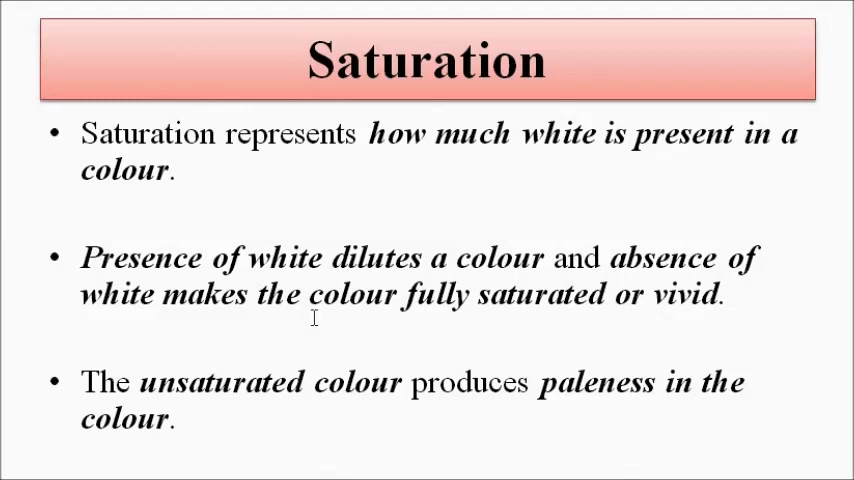 Saturation
• Saturation represents how much white is present in a
colour.
• Presence of white dilutes a colour and absence of
white makes the colour fully saturated or vivid.
• The unsaturated colour produces paleness in the
colour.